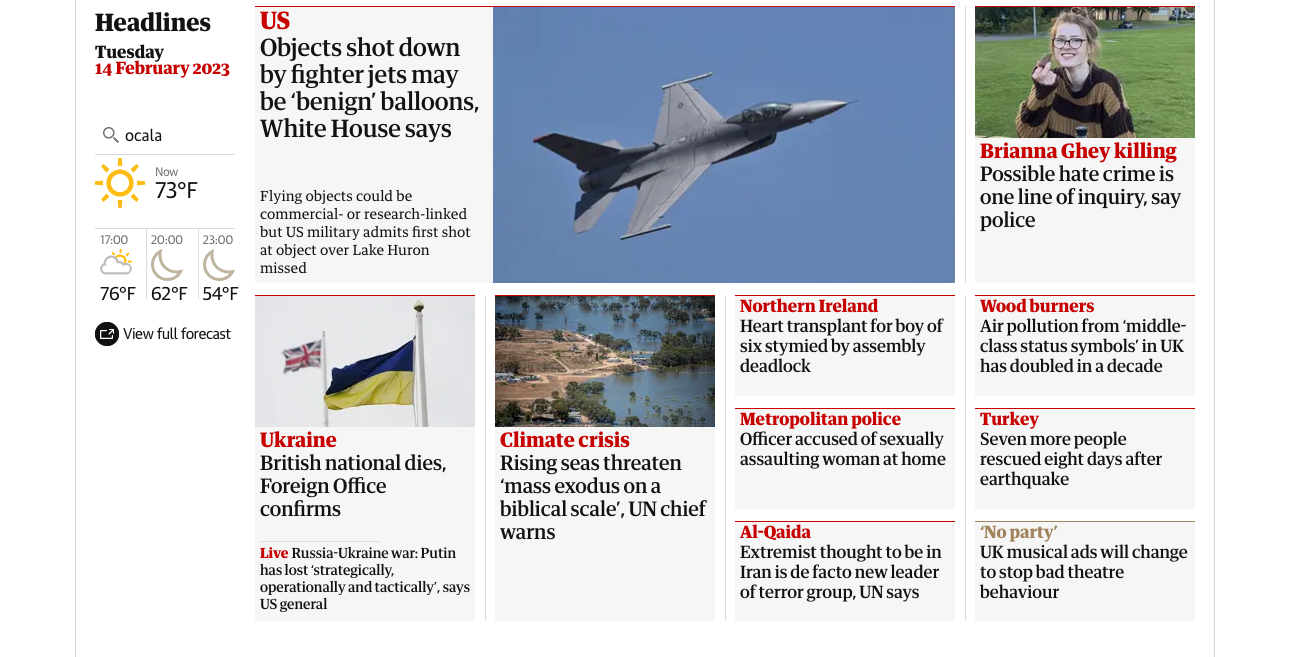 Headlines
Tuesday
14 February 2023
ocala
Now
73°F
17:00
20:00
23:00
76°F
62°F
54°F
View full forecast
US
Objects shot down
by fighter jets may
be ‘benign’ balloons,
White House says
Flying objects could be
commercial- or research-linked
but US military admits first shot
at object over Lake Huron
missed
Brianna Ghey killing
Possible hate crime is
one line of inquiry, say
police
Ukraine
British national dies,
Foreign Office
confirms
Live Russia-Ukraine war: Putin
has lost ‘strategically,
operationally and tactically’, says
US general
Climate crisis
Rising seas threaten
‘mass exodus on a
biblical scale’, UN chief
warns
Northern Ireland
Heart transplant for boy of
six stymied by assembly
deadlock
Wood burners
Air pollution from ‘middle-
class status symbols’ in UK
has doubled in a decade
Metropolitan police
Officer accused of sexually
assaulting woman at home
Turkey
Seven more people
rescued eight days after
earthquake
Al-Qaida
Extremist thought to be in
Iran is de facto new leader
of terror group, UN says
‘No party’
UK musical ads will change
to stop bad theatre
behaviour